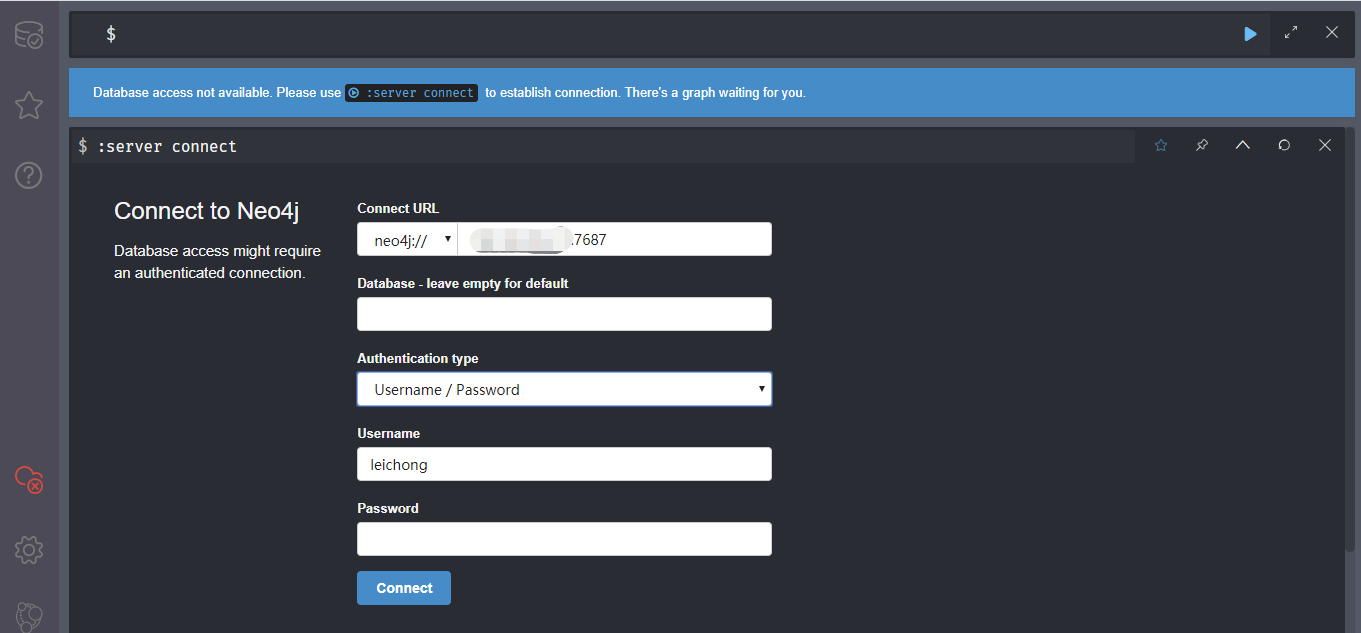 $
Database access not available. Please use :server connect to establish connection. There's a graph waiting for you.
$ :server connect
Connect to Neo4j
Database access might require
an authenticated connection.
Connect URL
neo4j://
7687
Database - leave empty for default
Authentication type
Username / Password
Username
leichong
Password
Connect